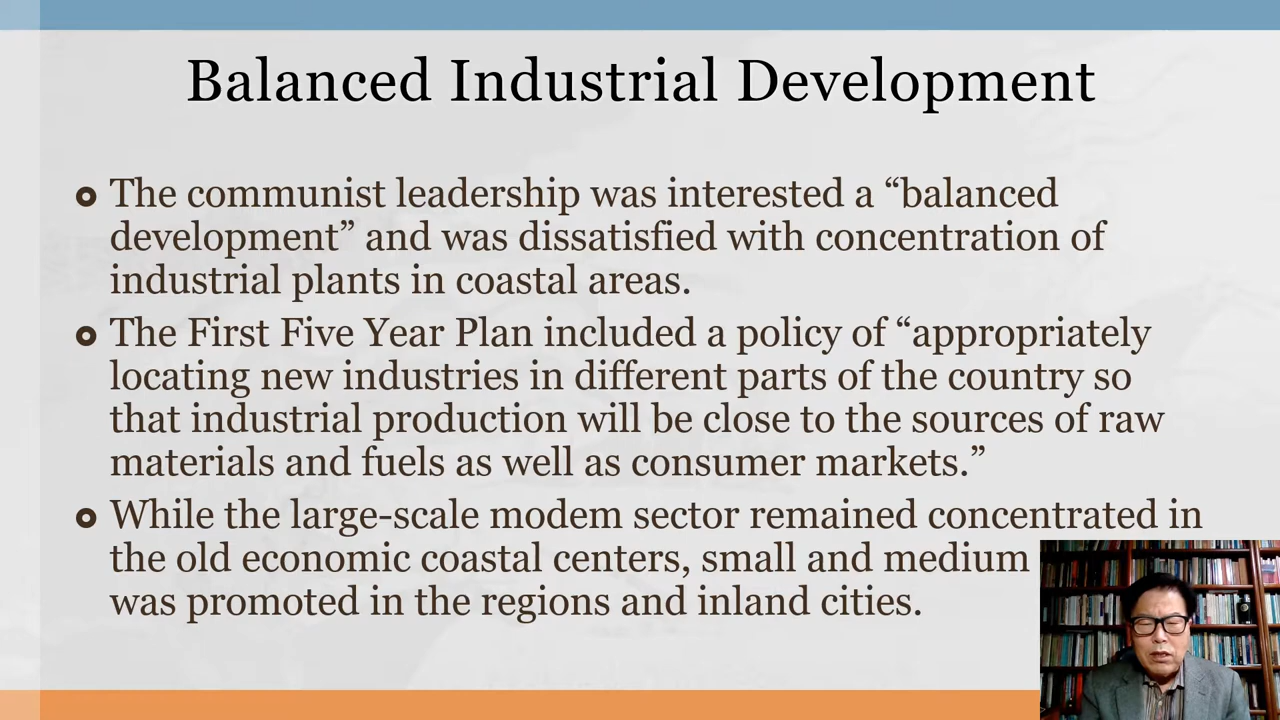 Balanced Industrial Development
The communist leadership was interested a “balanced
development” and was dissatisfied with concentration of
industrial plants in coastal areas.
The First Five Year Plan included a policy of “appropriately
locating new industries in different parts of the country so
that industrial production will be close to the sources of raw
materials and fuels as well as consumer markets.”
While the large-scale modem sector remained concentrated in
the old economic coastal centers, small and medium
was promoted in the regions and inland cities.